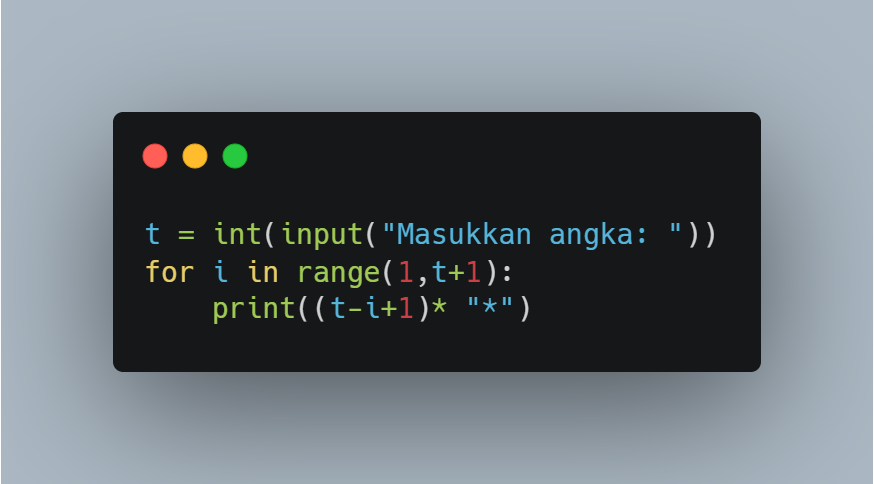 t = int(input("Masukkan angka: "))
for i in range(1,t+1):
    print((t-i+1)* "*")